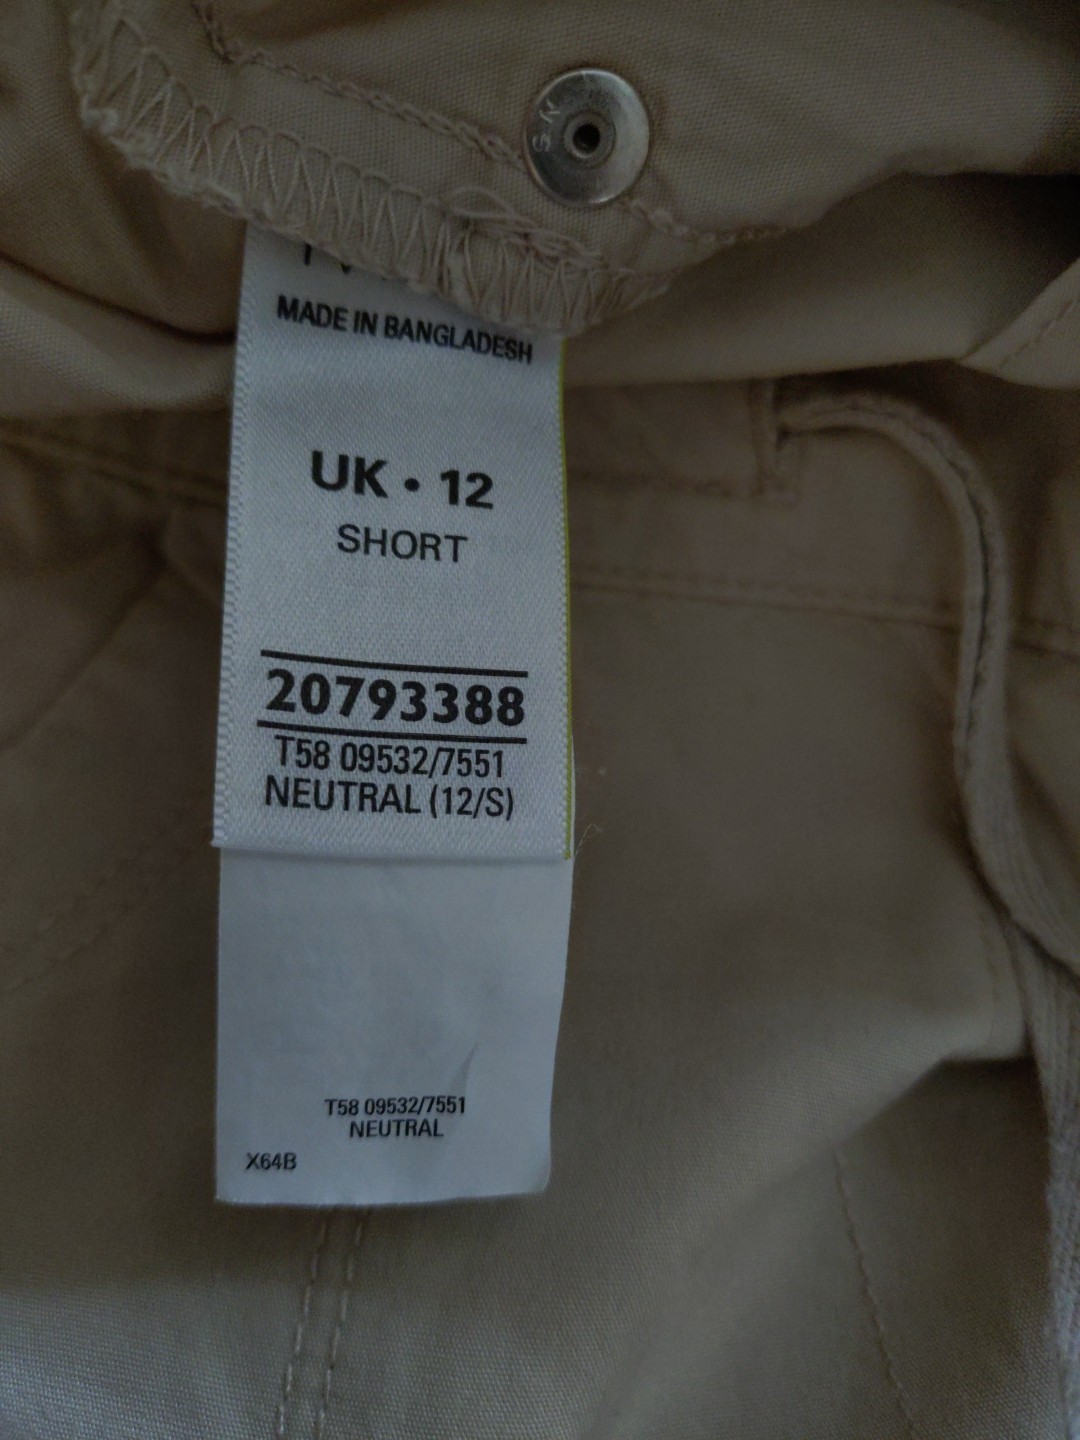 MADE IN BANGLADESH
UK • 12
SHORT
20793388
T58 09532/7551
NEUTRAL (12/S)
T58 09532/7551
NEUTRAL
X64B